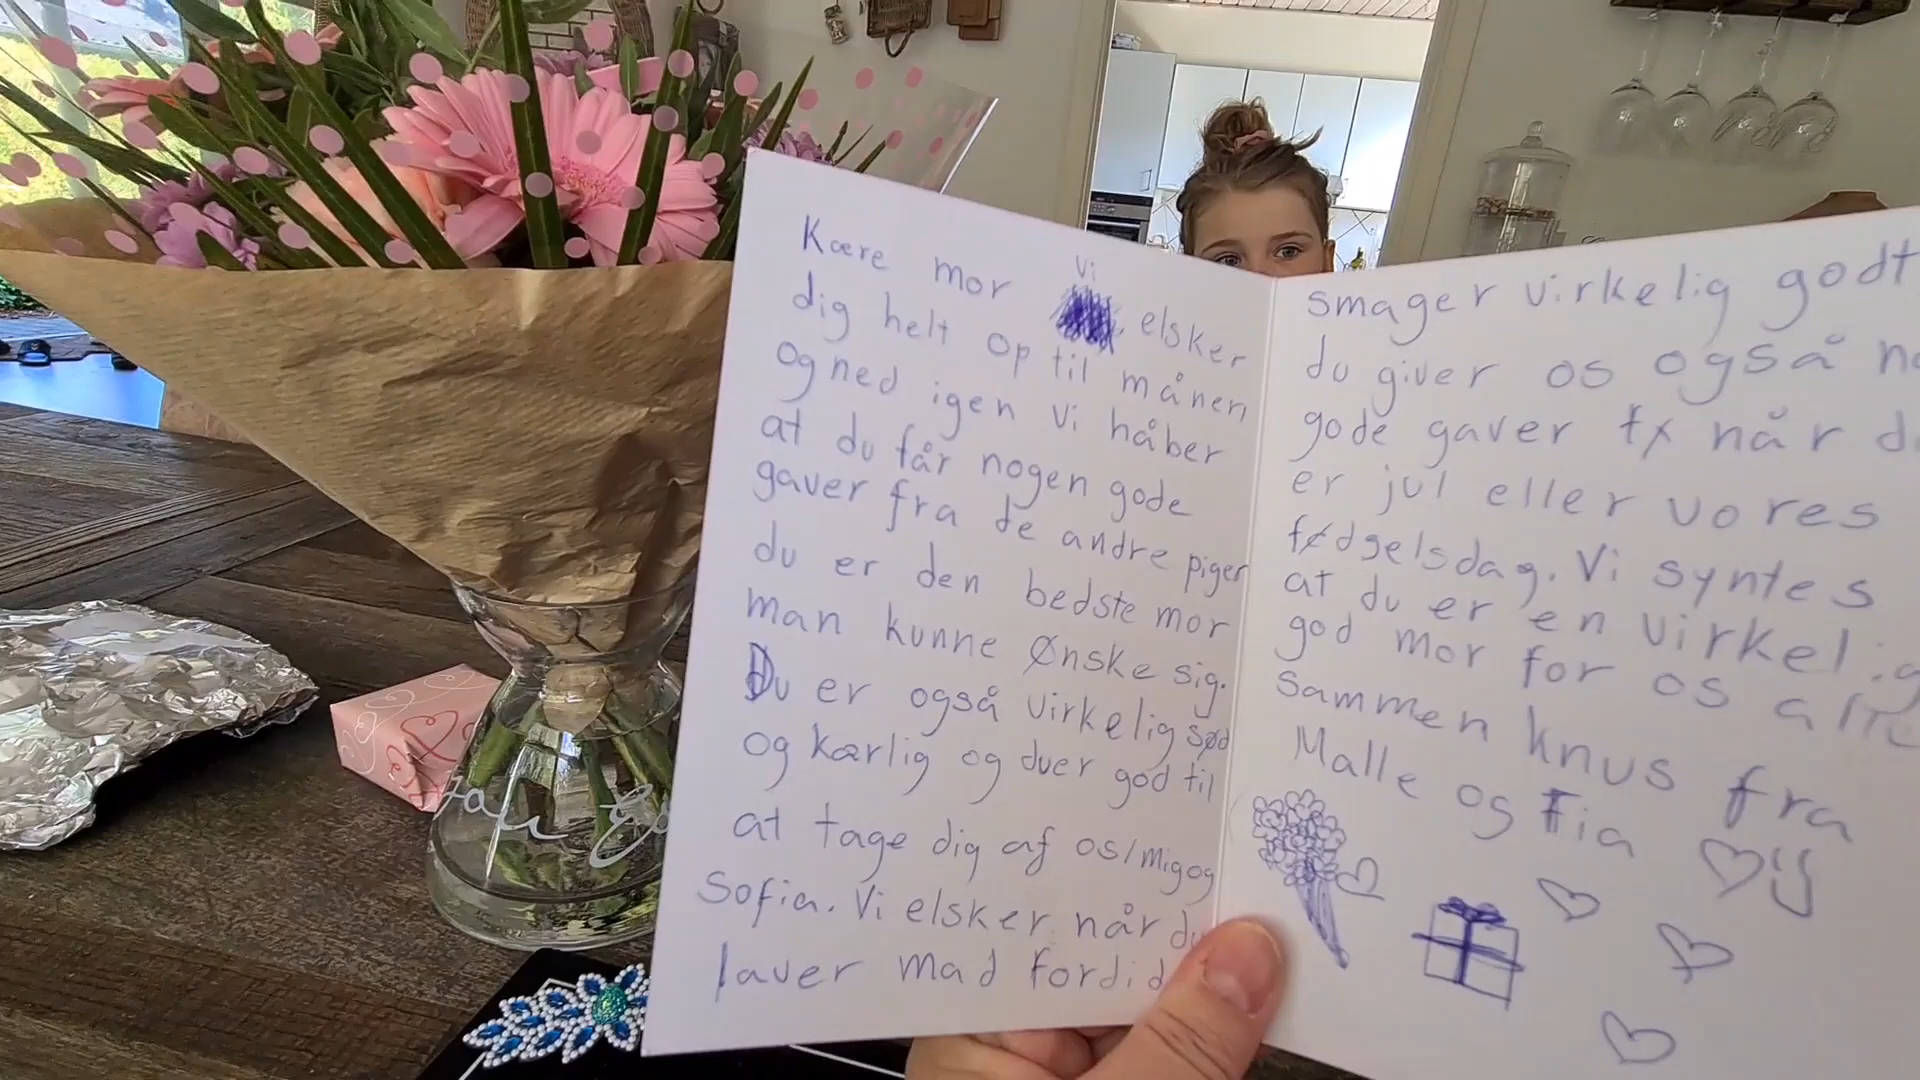 Kære mor vi elsker
dig helt op til månen
og ned igen vi håber
at du får nogen gode
gaver fra de andre piger
du er den bedste mor
man kunne ønske sig.
Du er også virkelig sød
og kærlig og duer god til
at tage dig af os/mig og
Sofia. Vi elsker når du
laver mad fordi d
smager virkelig godt
du giver os også no
gode gaver fx når d
er jul eller vores
fødselsdag. Vi syntes
at du er en virkelig
god mor for os alle
sammen knus fra
Malle og Fia